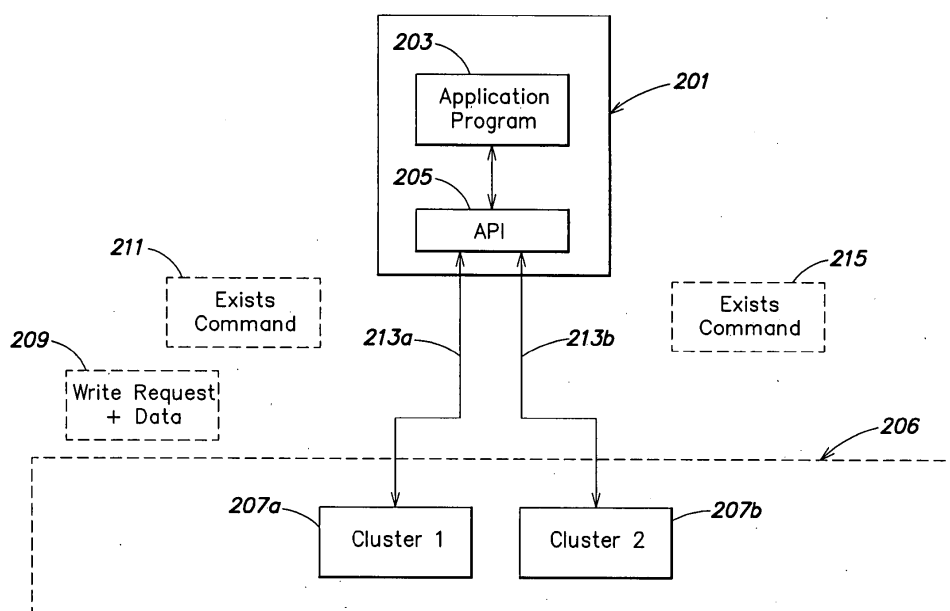 203
Application
Program
201
205
API
211
Exists
Command
215
Exists
Command
213a
213b
209
Write Request
+ Data
206
207a
Cluster 1
Cluster 2
207b